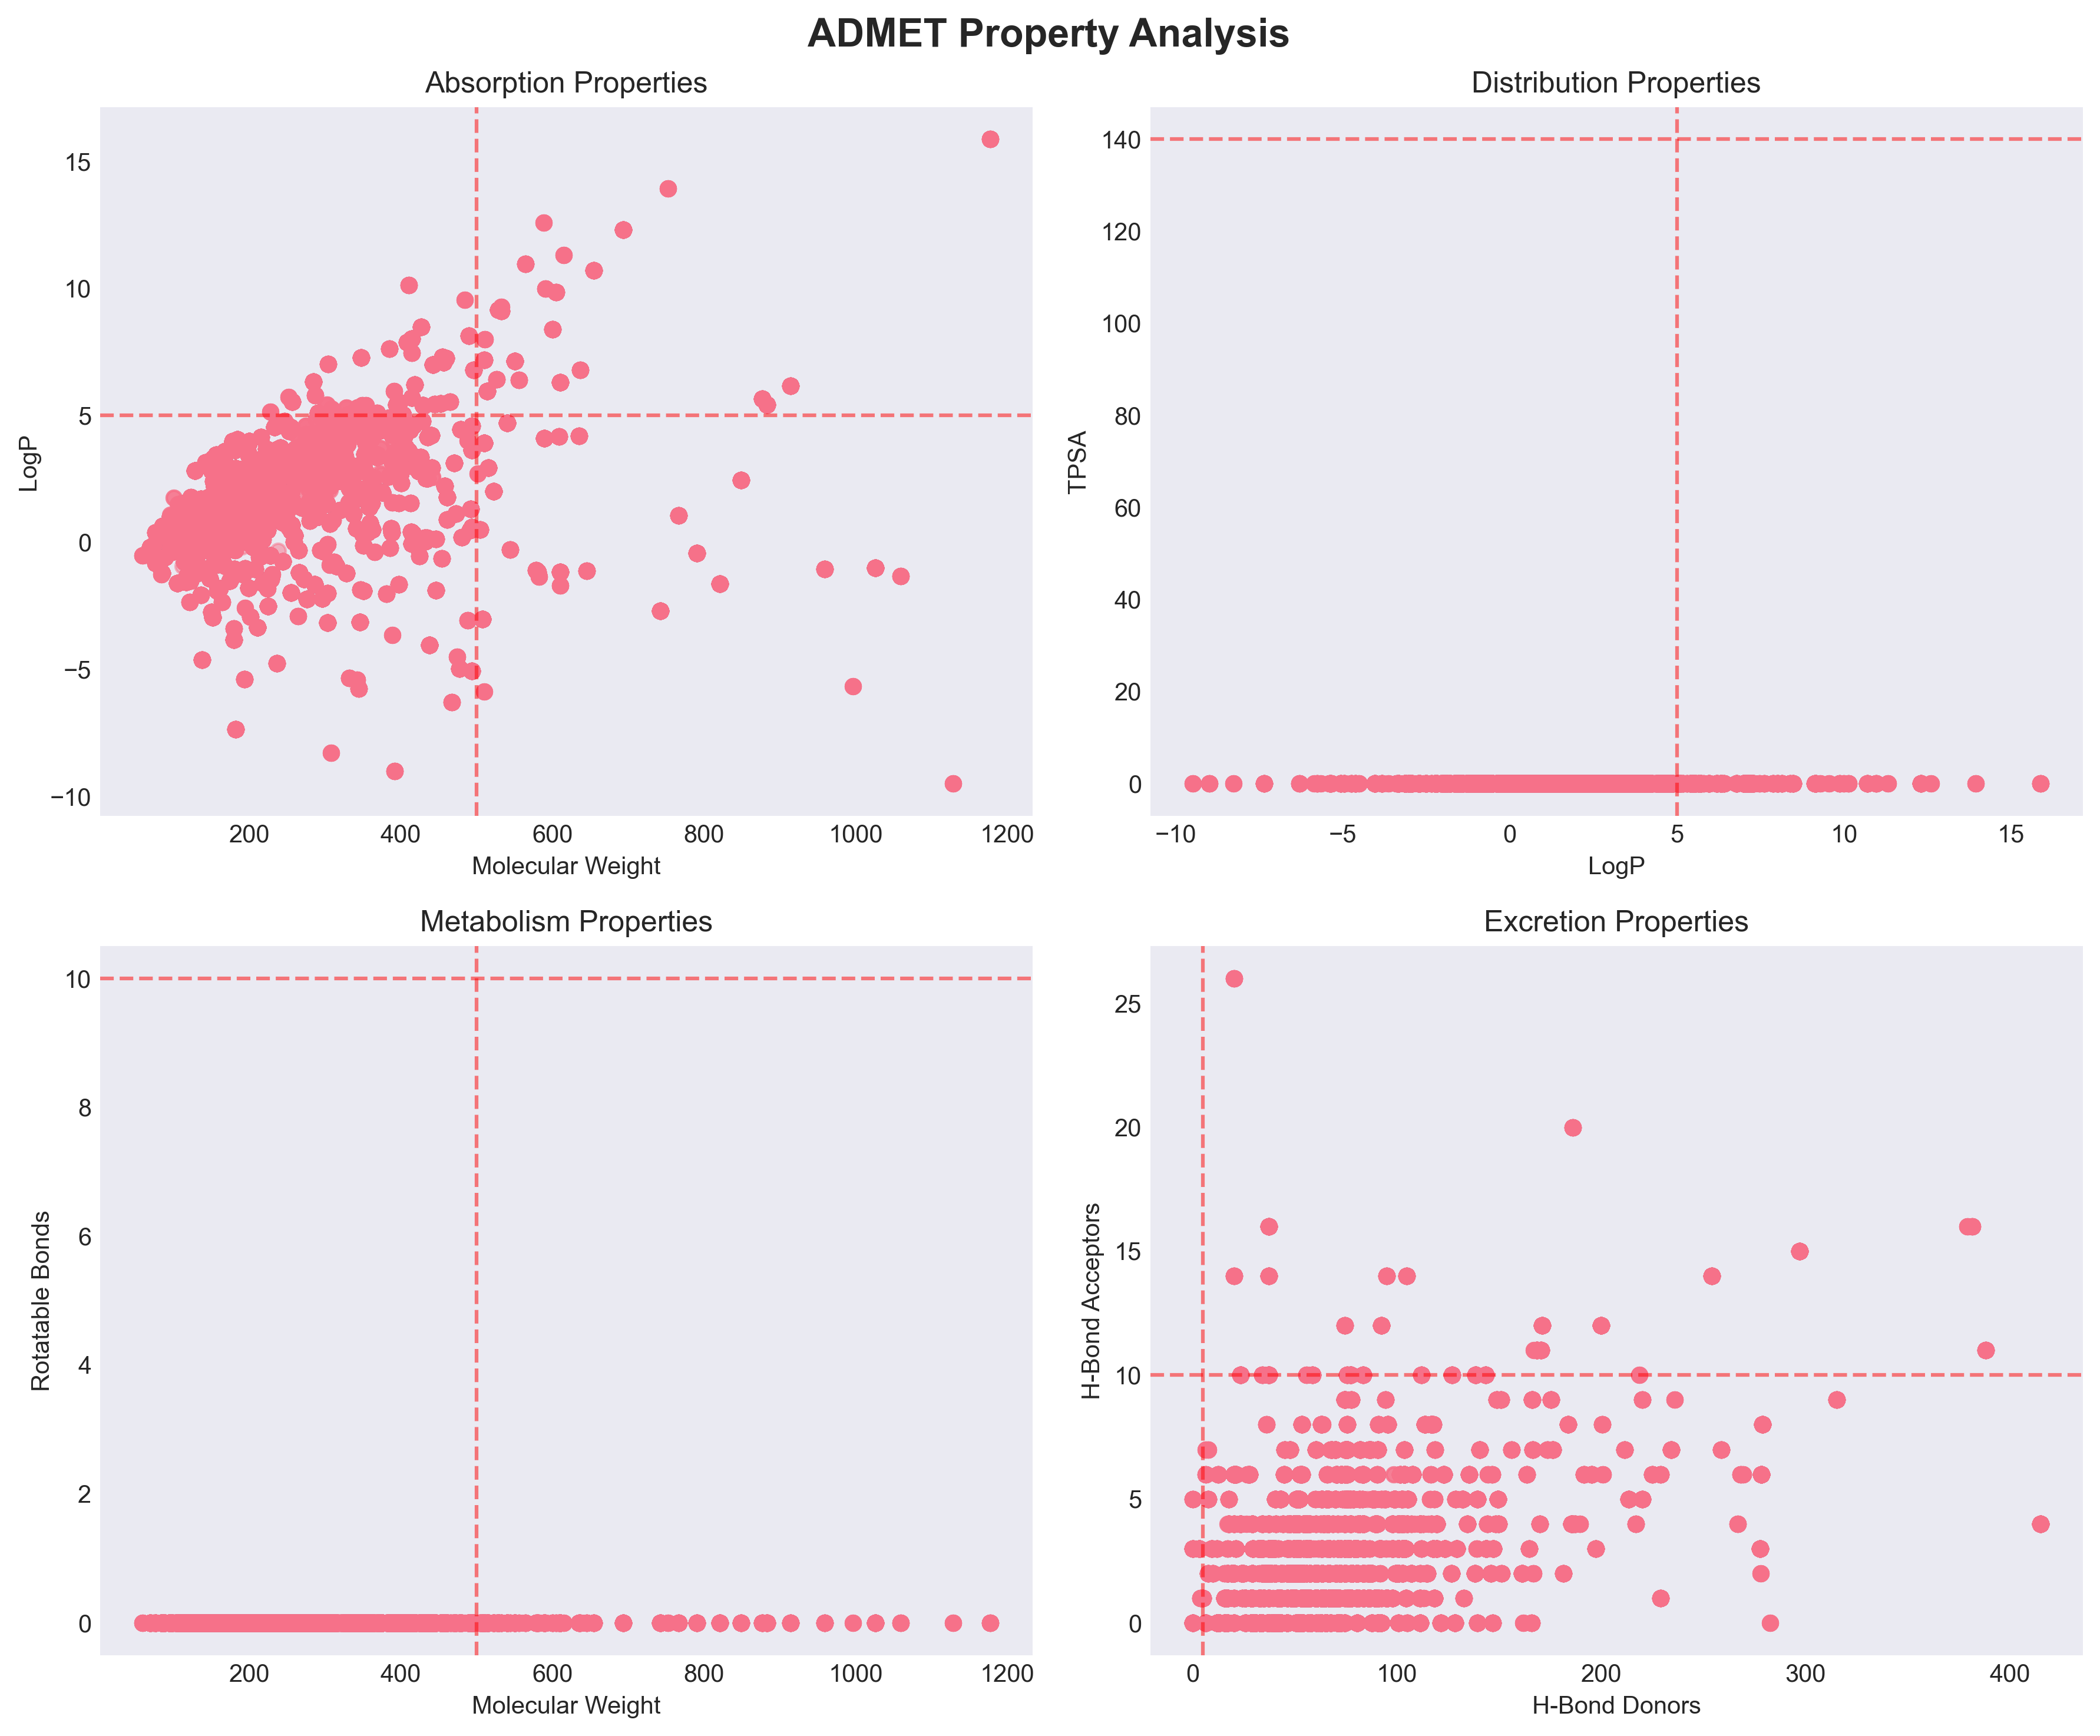 ADMET Property Analysis
Absorption Properties
15
10
5
0
−5
−10
LogP
200 400 600 800 1000 1200
Molecular Weight
Distribution Properties
140
120
100
80
60
40
20
0
TPSA
−10 −5 0 5 10 15
LogP
Metabolism Properties
10
8
6
4
2
0
Rotatable Bonds
200 400 600 800 1000 1200
Molecular Weight
Excretion Properties
25
20
15
10
5
0
H-Bond Acceptors
0 100 200 300 400
H-Bond Donors